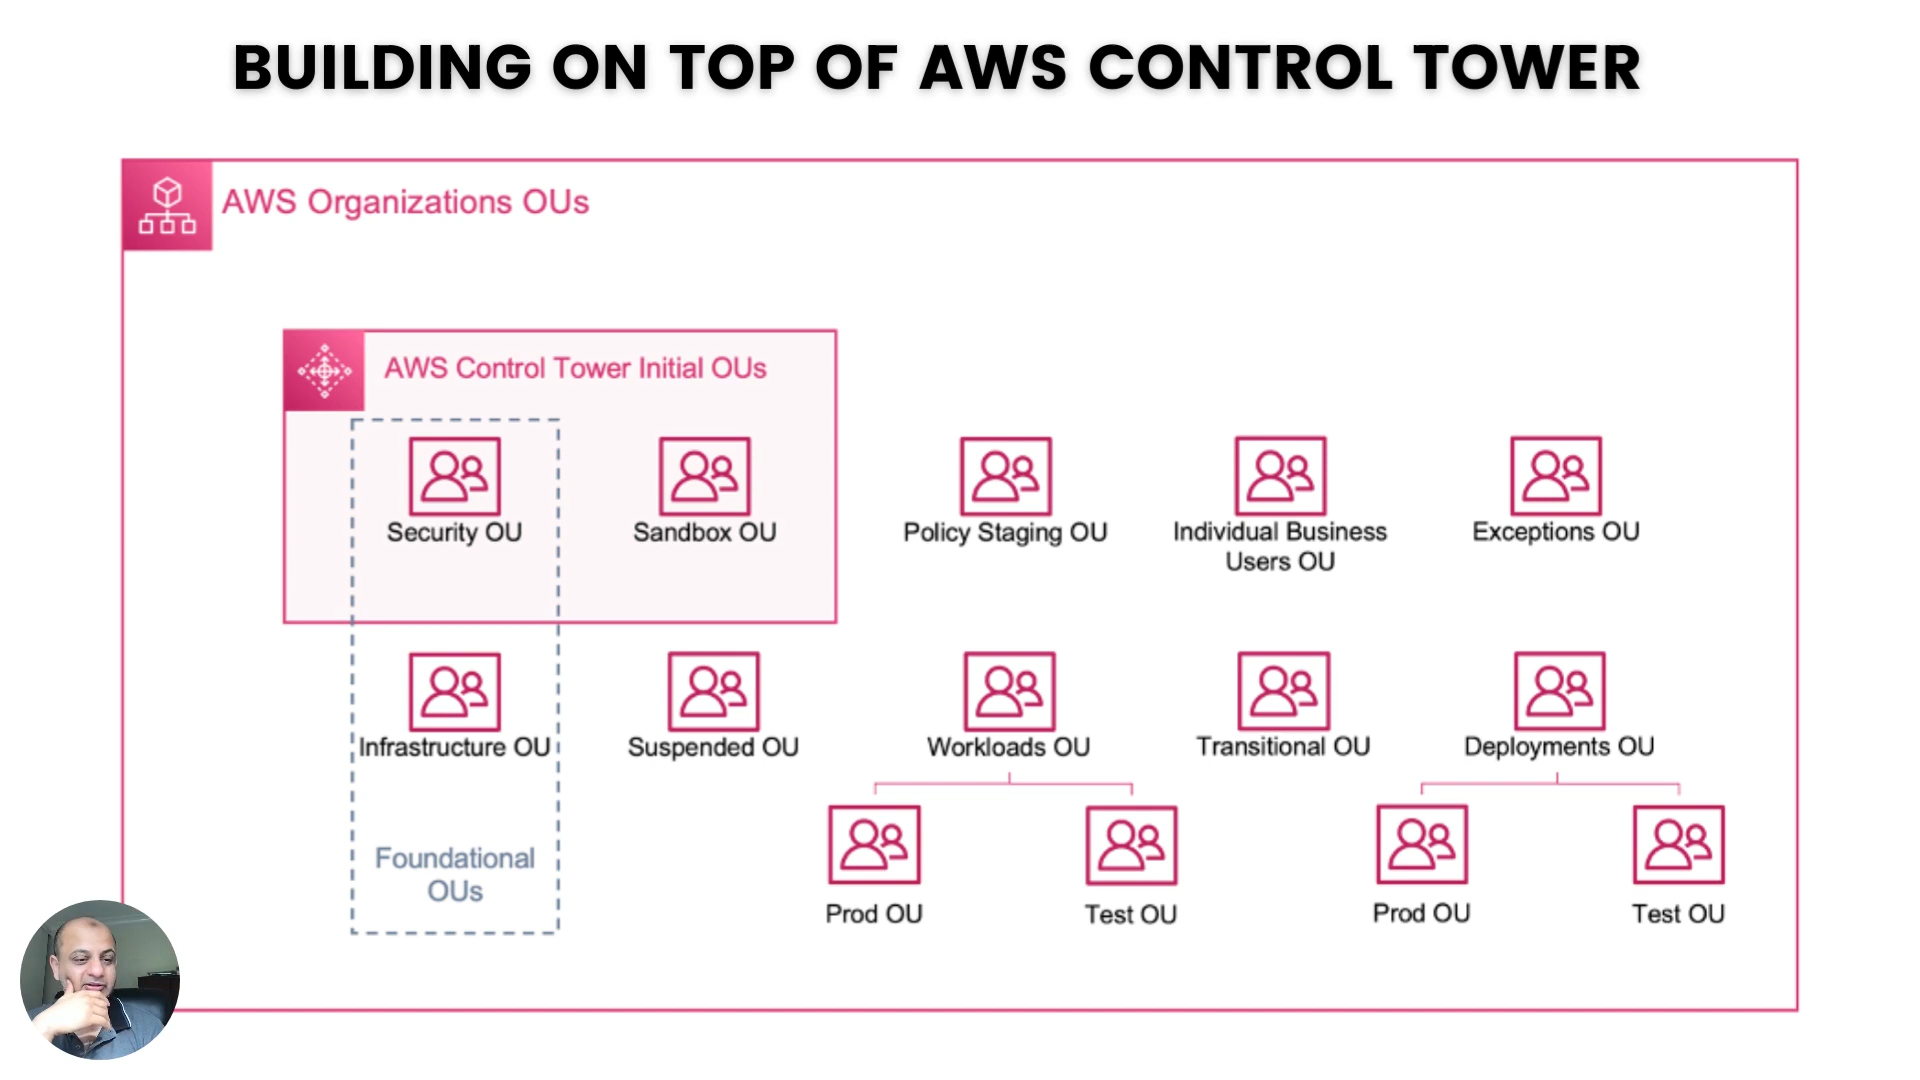 BUILDING ON TOP OF AWS CONTROL TOWER
AWS Organizations OUs
AWS Control Tower Initial OUs
Security OU
Sandbox OU
Policy Staging OU
Individual Business
Users OU
Exceptions OU
Infrastructure OU
Suspended OU
Workloads OU
Transitional OU
Deployments OU
Foundational
OUs
Prod OU
Test OU
Prod OU
Test OU